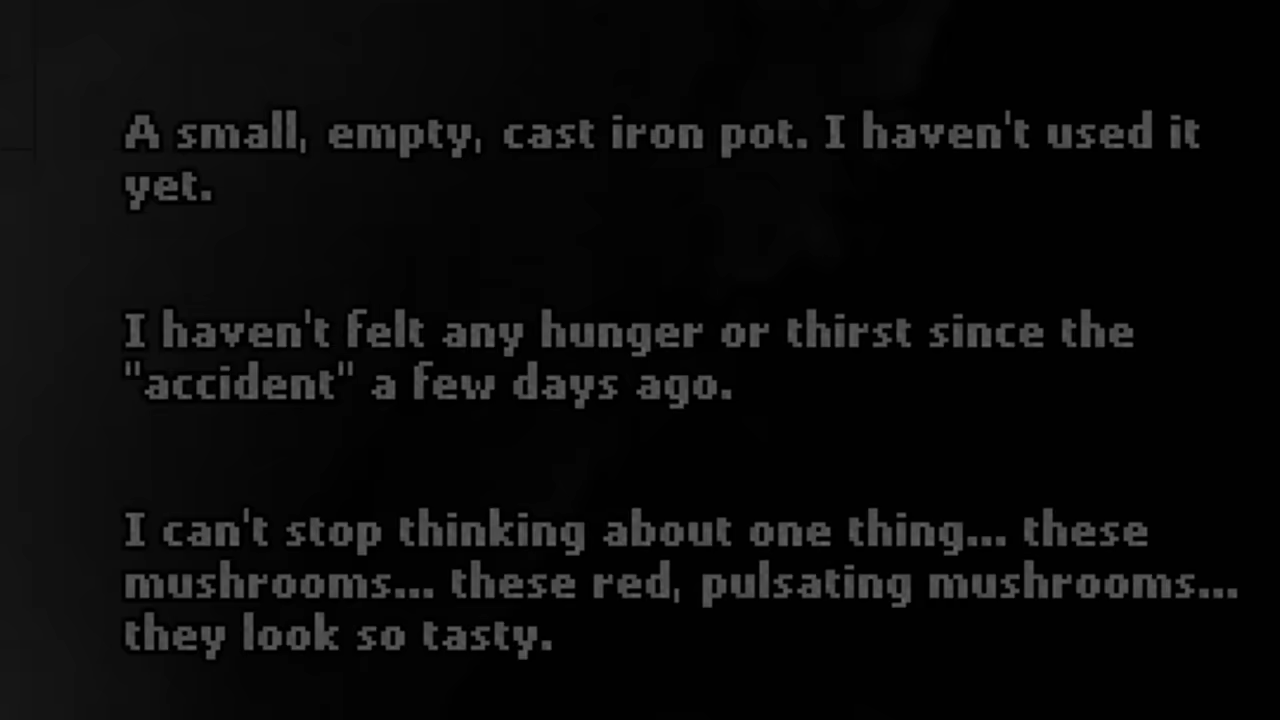 A small, empty, cast iron pot. I haven't used it
yet.
I haven't felt any hunger or thirst since the
"accident" a few days ago.
I can't stop thinking about one thing... these
mushrooms... these red, pulsating mushrooms...
they look so tasty.